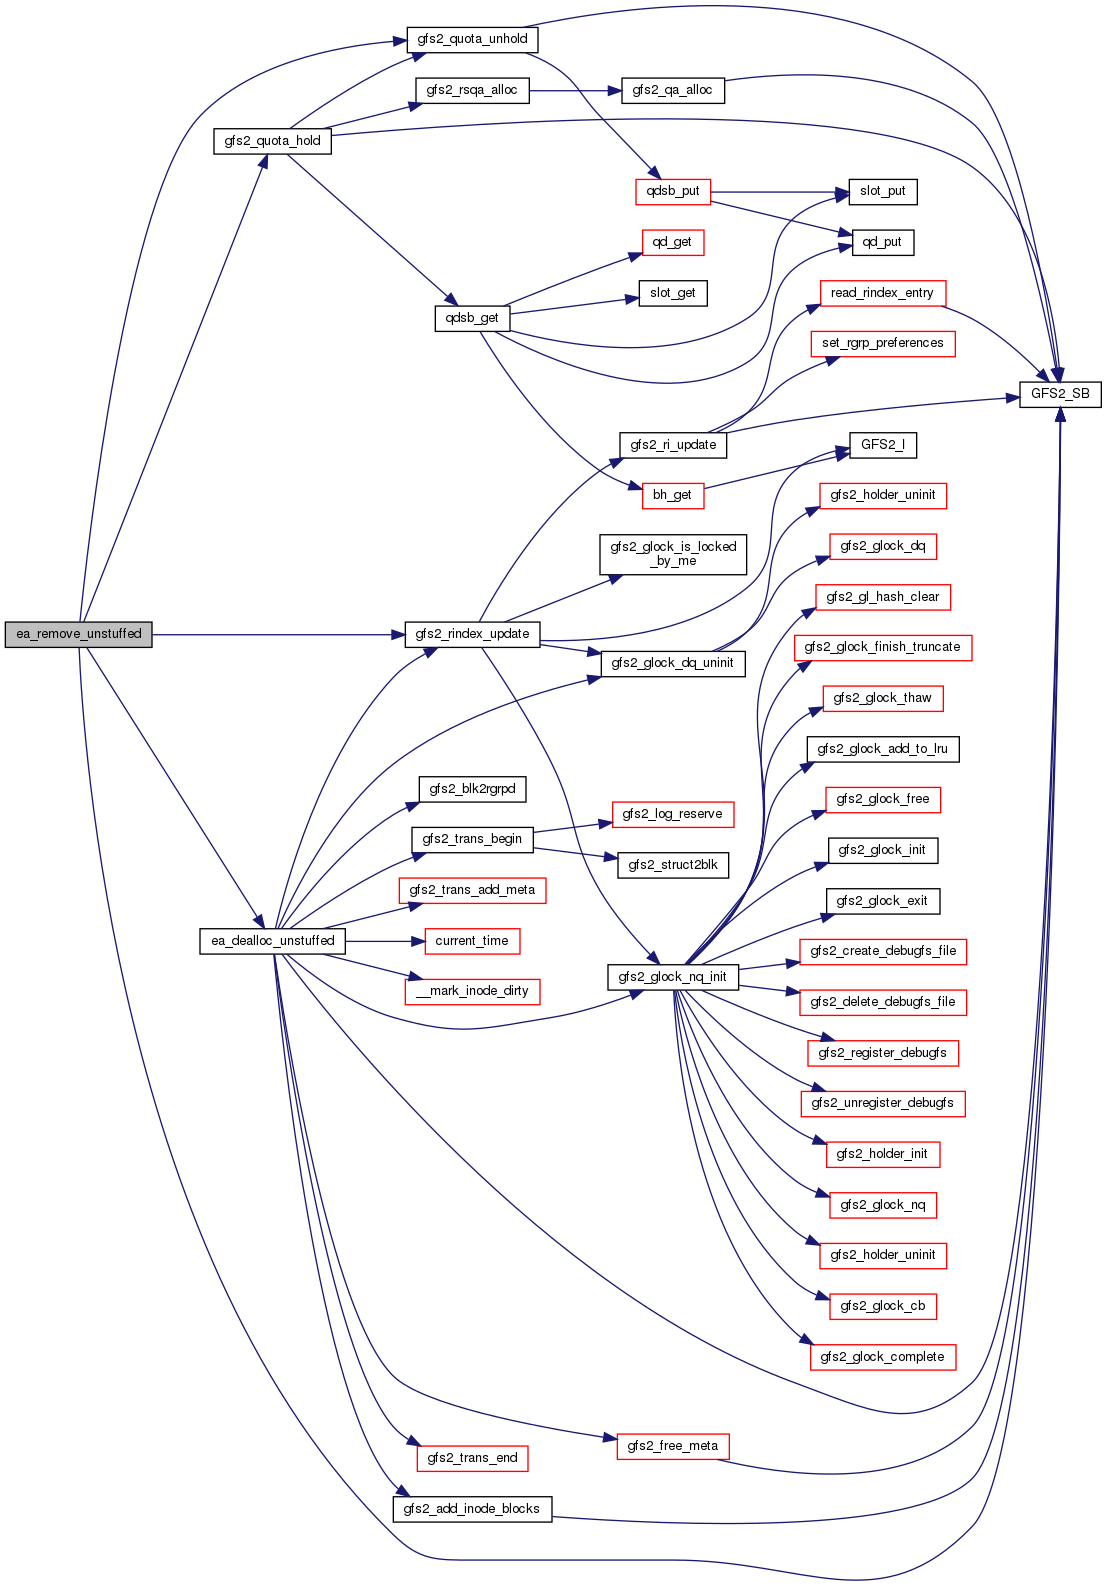 gfs2_quota_unhold
gfs2_rsqa_alloc
gfs2_qa_alloc
gfs2_quota_hold
qdsb_put
slot_put
qd_get
qd_put
slot_get
read_rindex_entry
qdsb_get
set_rgrp_preferences
GFS2_SB
gfs2_ri_update
GFS2_I
bh_get
gfs2_holder_uninit
gfs2_glock_is_locked
_by_me
gfs2_glock_dq
gfs2_gl_hash_clear
ea_remove_unstuffed
gfs2_rindex_update
gfs2_glock_finish_truncate
gfs2_glock_dq_uninit
gfs2_glock_thaw
gfs2_glock_add_to_lru
gfs2_blk2rgrpd
gfs2_glock_free
gfs2_log_reserve
gfs2_trans_begin
gfs2_glock_init
gfs2_struct2blk
gfs2_trans_add_meta
gfs2_glock_exit
ea_dealloc_unstuffed
current_time
gfs2_create_debugfs_file
gfs2_glock_nq_init
__mark_inode_dirty
gfs2_delete_debugfs_file
gfs2_register_debugfs
gfs2_unregister_debugfs
gfs2_holder_init
gfs2_glock_nq
gfs2_holder_uninit
gfs2_glock_cb
gfs2_glock_complete
gfs2_free_meta
gfs2_trans_end
gfs2_add_inode_blocks